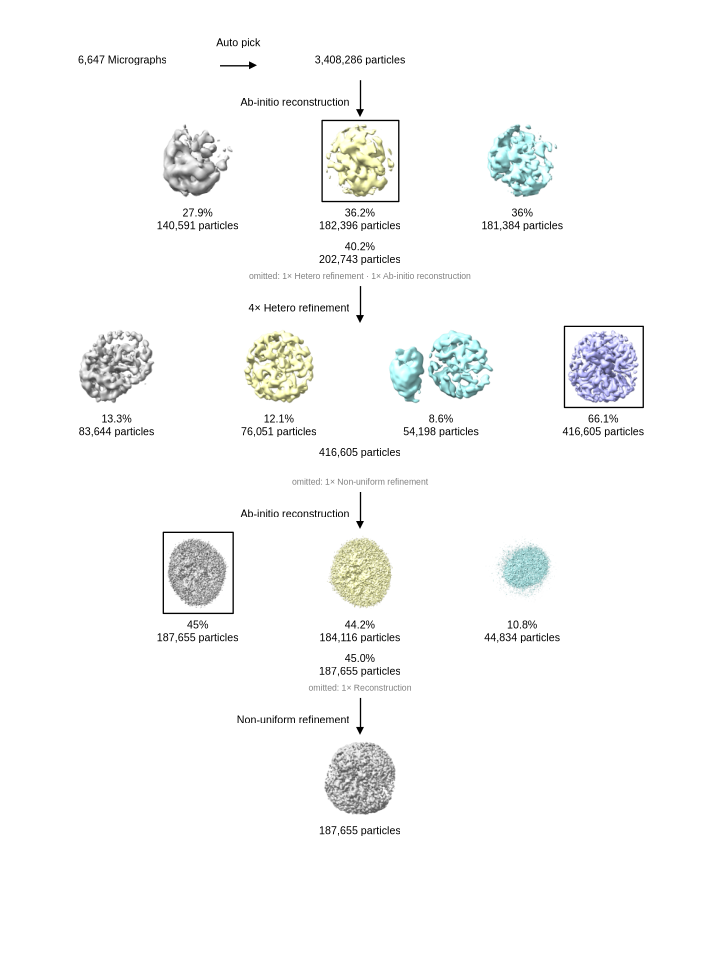 Auto pick
6,647 Micrographs
3,408,286 particles
Ab-initio reconstruction
27.9%
36.2%
36%
140,591 particles
182,396 particles
181,384 particles
40.2%
202,743 particles
omitted: 1× Hetero refinement · 1× Ab-initio reconstruction
4× Hetero refinement
13.3%
12.1%
8.6%
66.1%
83,644 particles
76,051 particles
54,198 particles
416,605 particles
416,605 particles
omitted: 1× Non-uniform refinement
Ab-initio reconstruction
45%
44.2%
10.8%
187,655 particles
184,116 particles
44,834 particles
45.0%
187,655 particles
omitted: 1× Reconstruction
Non-uniform refinement
187,655 particles